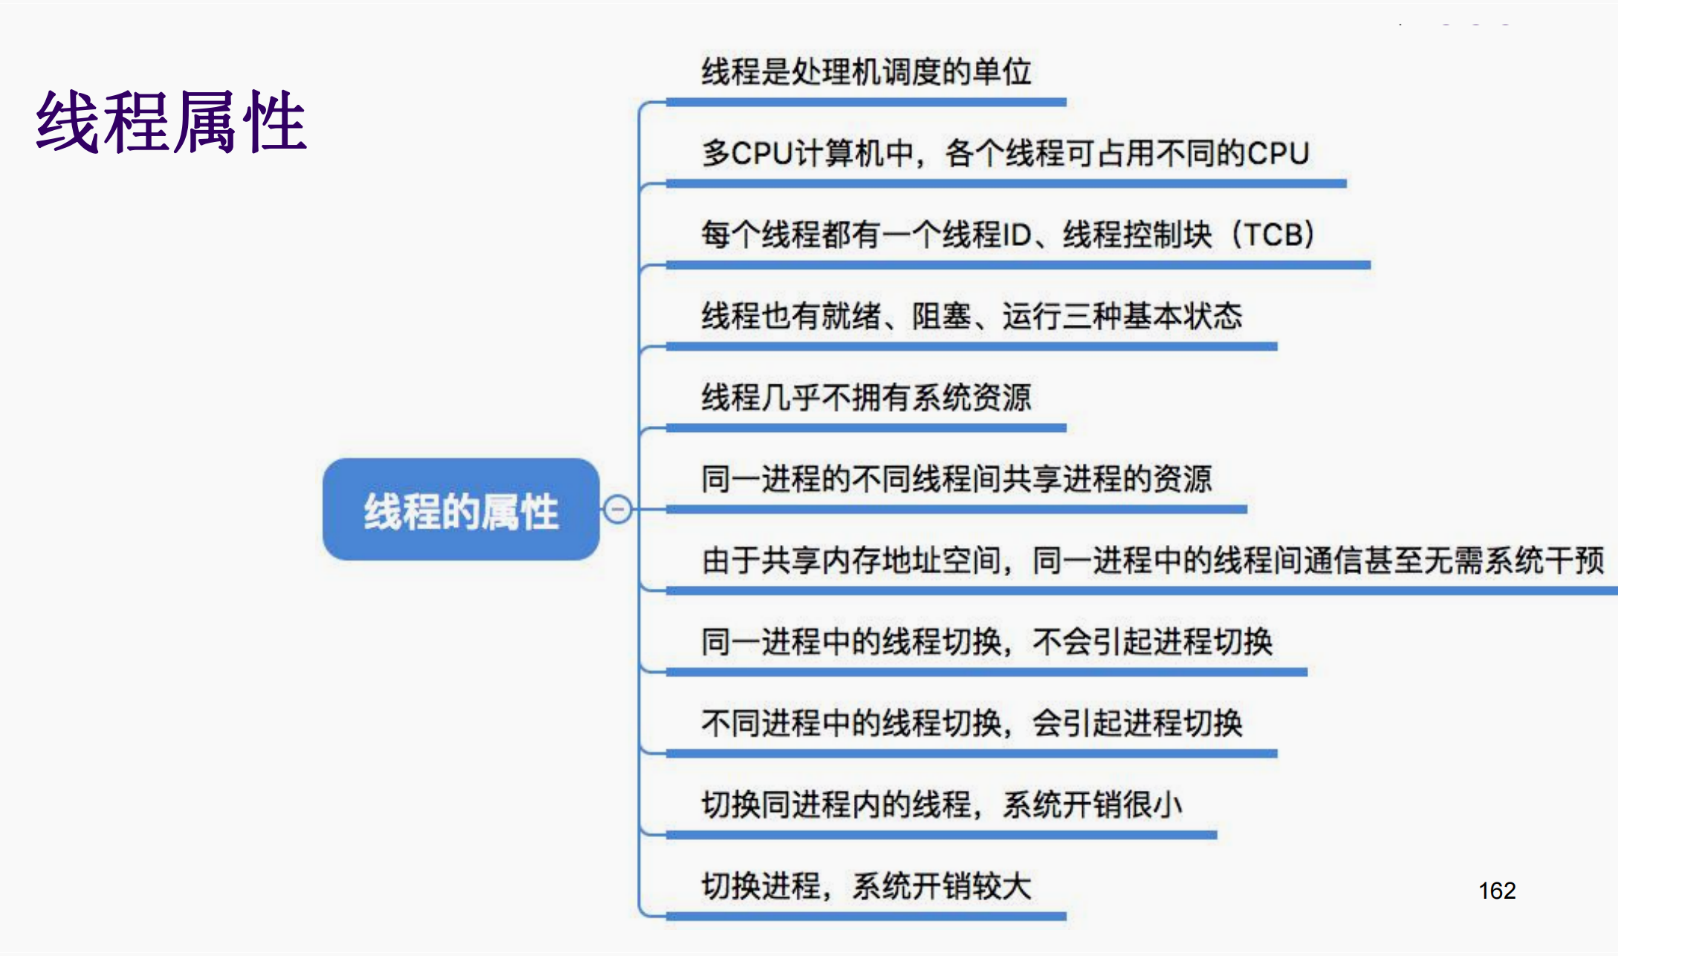 线程属性
线程是处理机调度的单位
多CPU计算机中，各个线程可占用不同的CPU
每个线程都有一个线程ID、线程控制块（TCB）
线程也有就绪、阻塞、运行三种基本状态
线程几乎不拥有系统资源
线程的属性
同一进程的不同线程间共享进程的资源
由于共享内存地址空间，同一进程中的线程间通信甚至无需系统干预
同一进程中的线程切换，不会引起进程切换
不同进程中的线程切换，会引起进程切换
切换同进程内的线程，系统开销很小
切换进程，系统开销较大
162